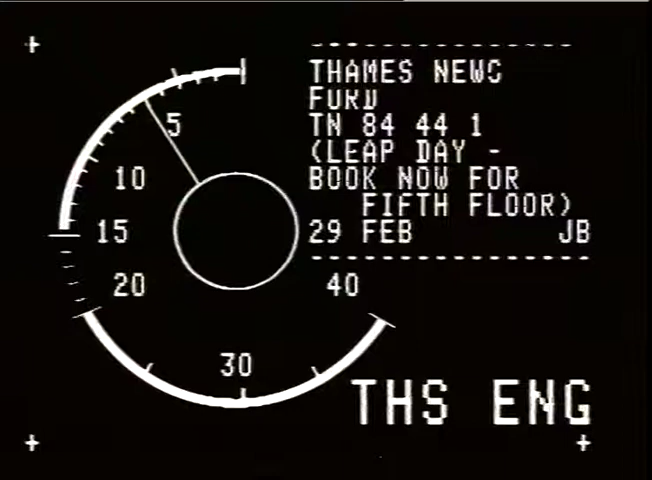 THAMES NEWS
TN 84 44 1
(LEAP DAY -
BOOK NOW FOR
FIFTH FLOOR)
29 FEB JB
5
10
15
20
30
40
THS ENG